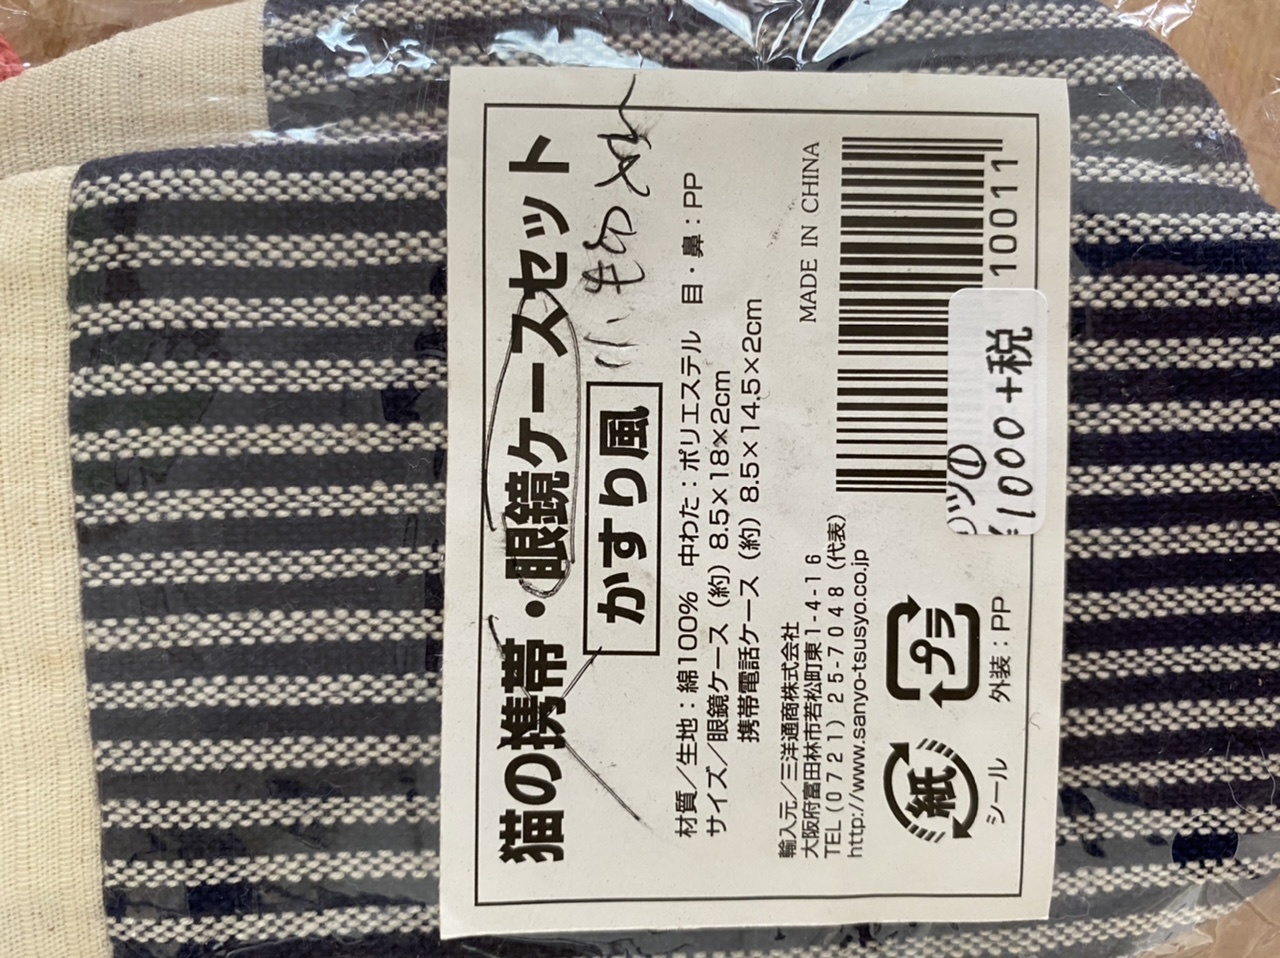 猫の携帯・眼鏡ケースセット
かすり風
小物入れ
材質／生地：綿100%　中わた：ポリエステル　目・鼻：PP
サイズ／眼鏡ケース（約）8.5×18×2cm
携帯電話ケース（約）8.5×14.5×2cm
MADE IN CHINA
輸入元／三洋通商株式会社
大阪府富田林市若松町東1-4-16
TEL(0721)25-7048(代表)
http://www.sanyo-tsusyo.co.jp
10011
ツ①
1000+税
紙
シール
プラ
外装：PP